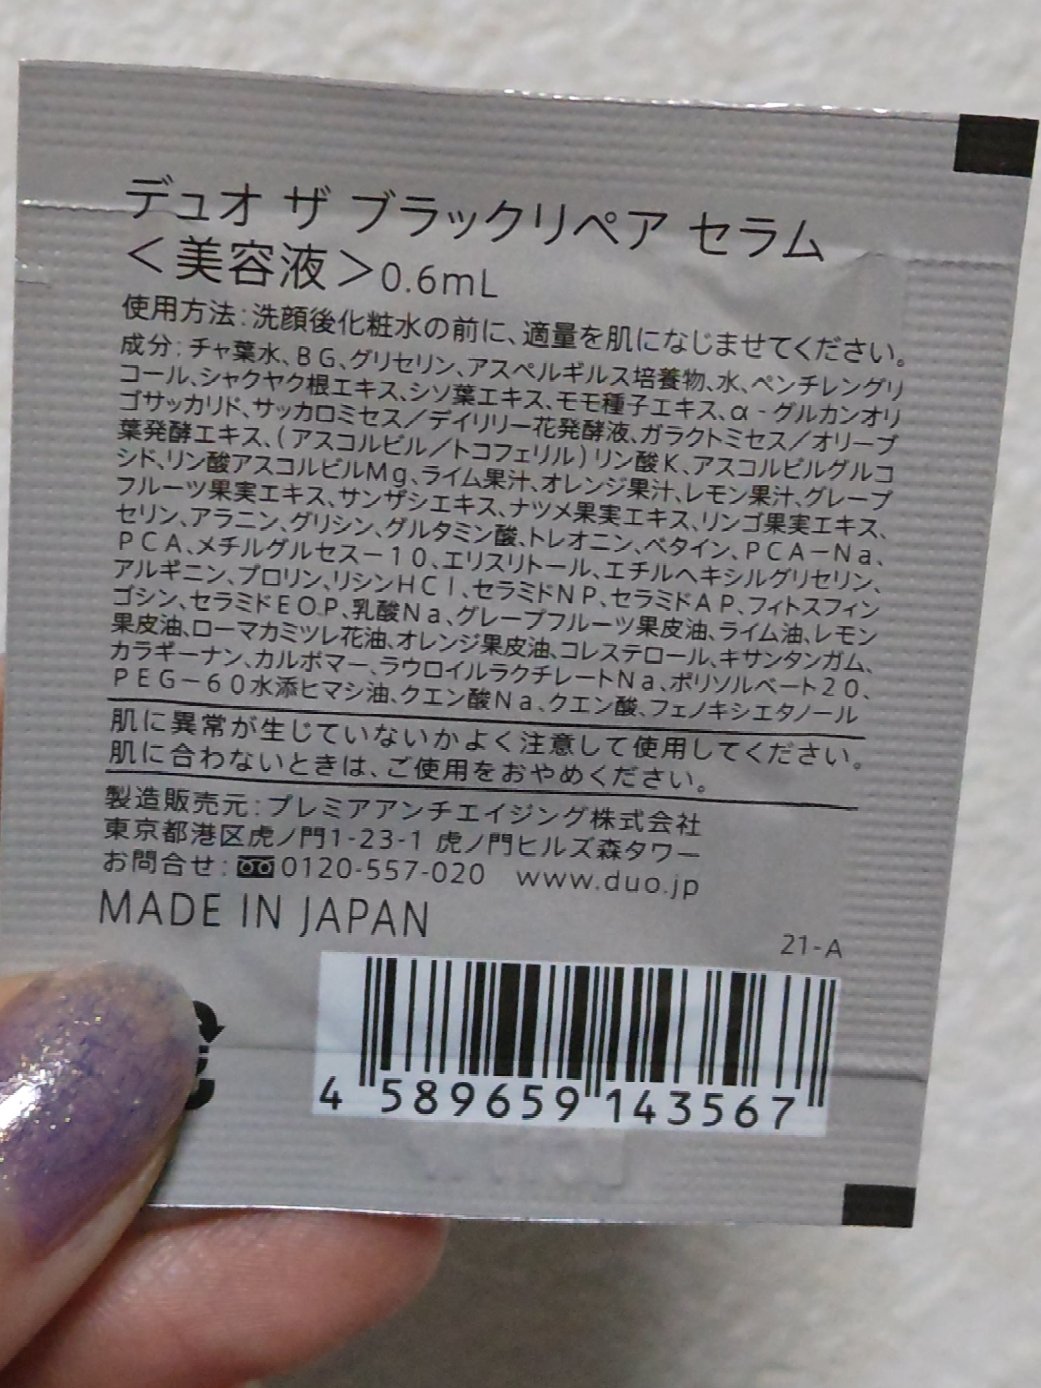 デュオ ザ ブラックリペア セラム
＜美容液＞0.6mL
使用方法:洗顔後化粧水の前に、適量を肌になじませてください。
成分:チャ葉水、BG、グリセリン、アスペルギルス培養物、水、ペンチレングリ
コール、シャクヤク根エキス、シソ葉エキス、モモ種子エキス、α-グルカンオリ
ゴサッカリド、サッカロミセス／デイリリー花発酵液、ガラクトミセス／オリーブ
葉発酵エキス、(アスコルビル／トコフェリル)リン酸K、アスコルビルグルコ
シド、リン酸アスコルビルMg、ライム果汁、オレンジ果汁、レモン果汁、グレープ
フルーツ果実エキス、サンザシエキス、ナツメ果実エキス、リンゴ果実エキス、
セリン、アラニン、グリシン、グルタミン酸、トレオニン、ベタイン、PCA－Na、
PCA、メチルグルセス－10、エリスリトール、エチルヘキシルグリセリン、
アルギニン、プロリン、リシンHCl、セラミドNP、セラミドAP、フィトスフィン
ゴシン、セラミドEOP、乳酸Na、グレープフルーツ果皮油、ライム油、レモン
果皮油、ローマカミツレ花油、オレンジ果皮油、コレステロール、キサンタンガム、
カラギーナン、カルボマー、ラウロイルラクチレートNa、ポリソルベート20、
PEG－60水添ヒマシ油、クエン酸Na、クエン酸、フェノキシエタノール
肌に異常が生じていないかよく注意して使用してください。
肌に合わないときは、ご使用をおやめください。
製造販売元:プレミアアンチエイジング株式会社
東京都港区虎ノ門1-23-1 虎ノ門ヒルズ森タワー
お問合せ:0120-557-020 www.duo.jp
MADE IN JAPAN
21-A
4 589659 143567